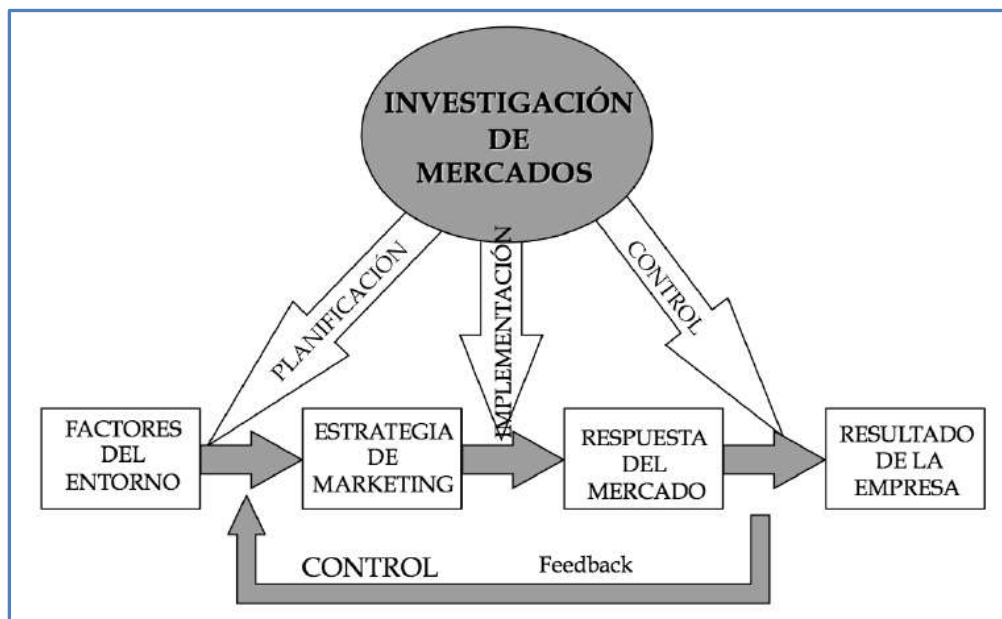 INVESTIGACIÓN
DE
MERCADOS
PLANIFICACIÓN
IMPLEMENTACIÓN
CONTROL
FACTORES
DEL
ENTORNO
ESTRATEGIA
DE
MARKETING
RESPUESTA
DEL
MERCADO
RESULTADO
DE LA
EMPRESA
CONTROL
Feedback